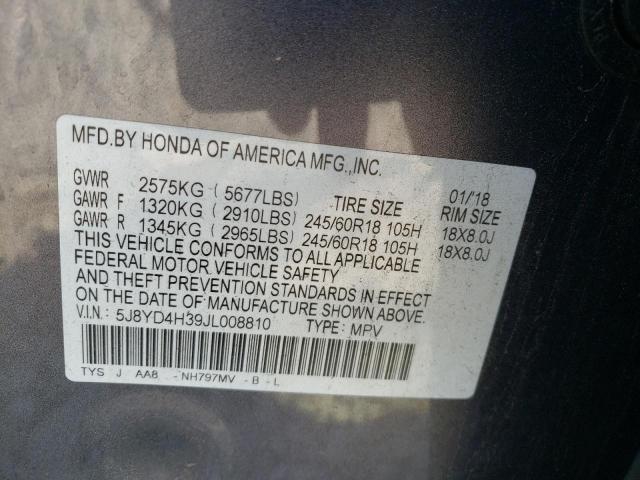 MFD.BY HONDA OF AMERICA MFG.,INC.
GVWR 2575KG ( 5677LBS) TIRE SIZE 01/'18 RIM SIZE
GAWR F 1320KG ( 2910LBS) 245/60R18 105H 18X8.0J
GAWR R 1345KG ( 2965LBS) 245/60R18 105H 18X8.0J
THIS VEHICLE CONFORMS TO ALL APPLICABLE
FEDERAL MOTOR VEHICLE SAFETY
AND THEFT PREVENTION STANDARDS IN EFFECT
ON THE DATE OF MANUFACTURE SHOWN ABOVE.
V.I.N.: 5J8YD4H39JL008810 TYPE: MPV
TYS J AA8 - NH797MV - B - L